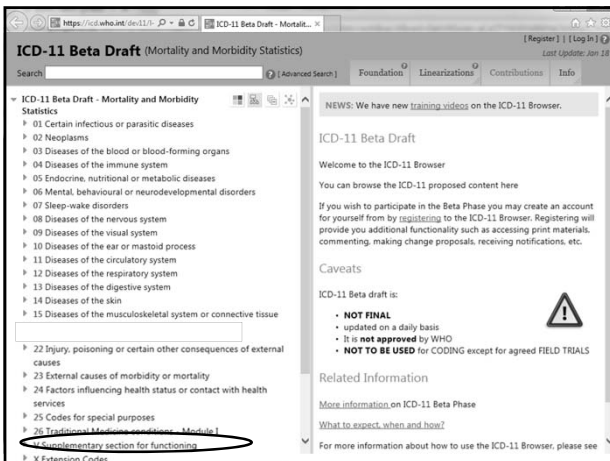 https://icd.who.int/dev11/l-
ICD-11 Beta Draft - Mortalit...
ICD-11 Beta Draft (Mortality and Morbidity Statistics)
[ Register ] | [ Log In ]
Last Update: Jan 18
Search
[ Advanced Search ]
Foundation
Linearizations
Contributions
Info
ICD-11 Beta Draft - Mortality and Morbidity
Statistics
01 Certain infectious or parasitic diseases
02 Neoplasms
03 Diseases of the blood or blood-forming organs
04 Diseases of the immune system
05 Endocrine, nutritional or metabolic diseases
06 Mental, behavioural or neurodevelopmental disorders
07 Sleep-wake disorders
08 Diseases of the nervous system
09 Diseases of the visual system
10 Diseases of the ear or mastoid process
11 Diseases of the circulatory system
12 Diseases of the respiratory system
13 Diseases of the digestive system
14 Diseases of the skin
15 Diseases of the musculoskeletal system or connective tissue
22 Injury, poisoning or certain other consequences of external
causes
23 External causes of morbidity or mortality
24 Factors influencing health status or contact with health
services
25 Codes for special purposes
26 Traditional Medicine conditions - Module I
V Supplementary section for functioning
X Extension Codes
NEWS: We have new training videos on the ICD-11 Browser.
ICD-11 Beta Draft
Welcome to the ICD-11 Browser
You can browse the ICD-11 proposed content here
If you wish to participate in the Beta Phase you may create an account
for yourself from by registering to the ICD-11 Browser. Registering will
provide you additional functionality such as accessing print materials,
commenting, making change proposals, receiving notifications, etc.
Caveats
ICD-11 Beta draft is:
• NOT FINAL
• updated on a daily basis
• It is not approved by WHO
• NOT TO BE USED for CODING except for agreed FIELD TRIALS
Related Information
More information on ICD-11 Beta Phase
What to expect, when and how?
For more information about how to use the ICD-11 Browser, please see